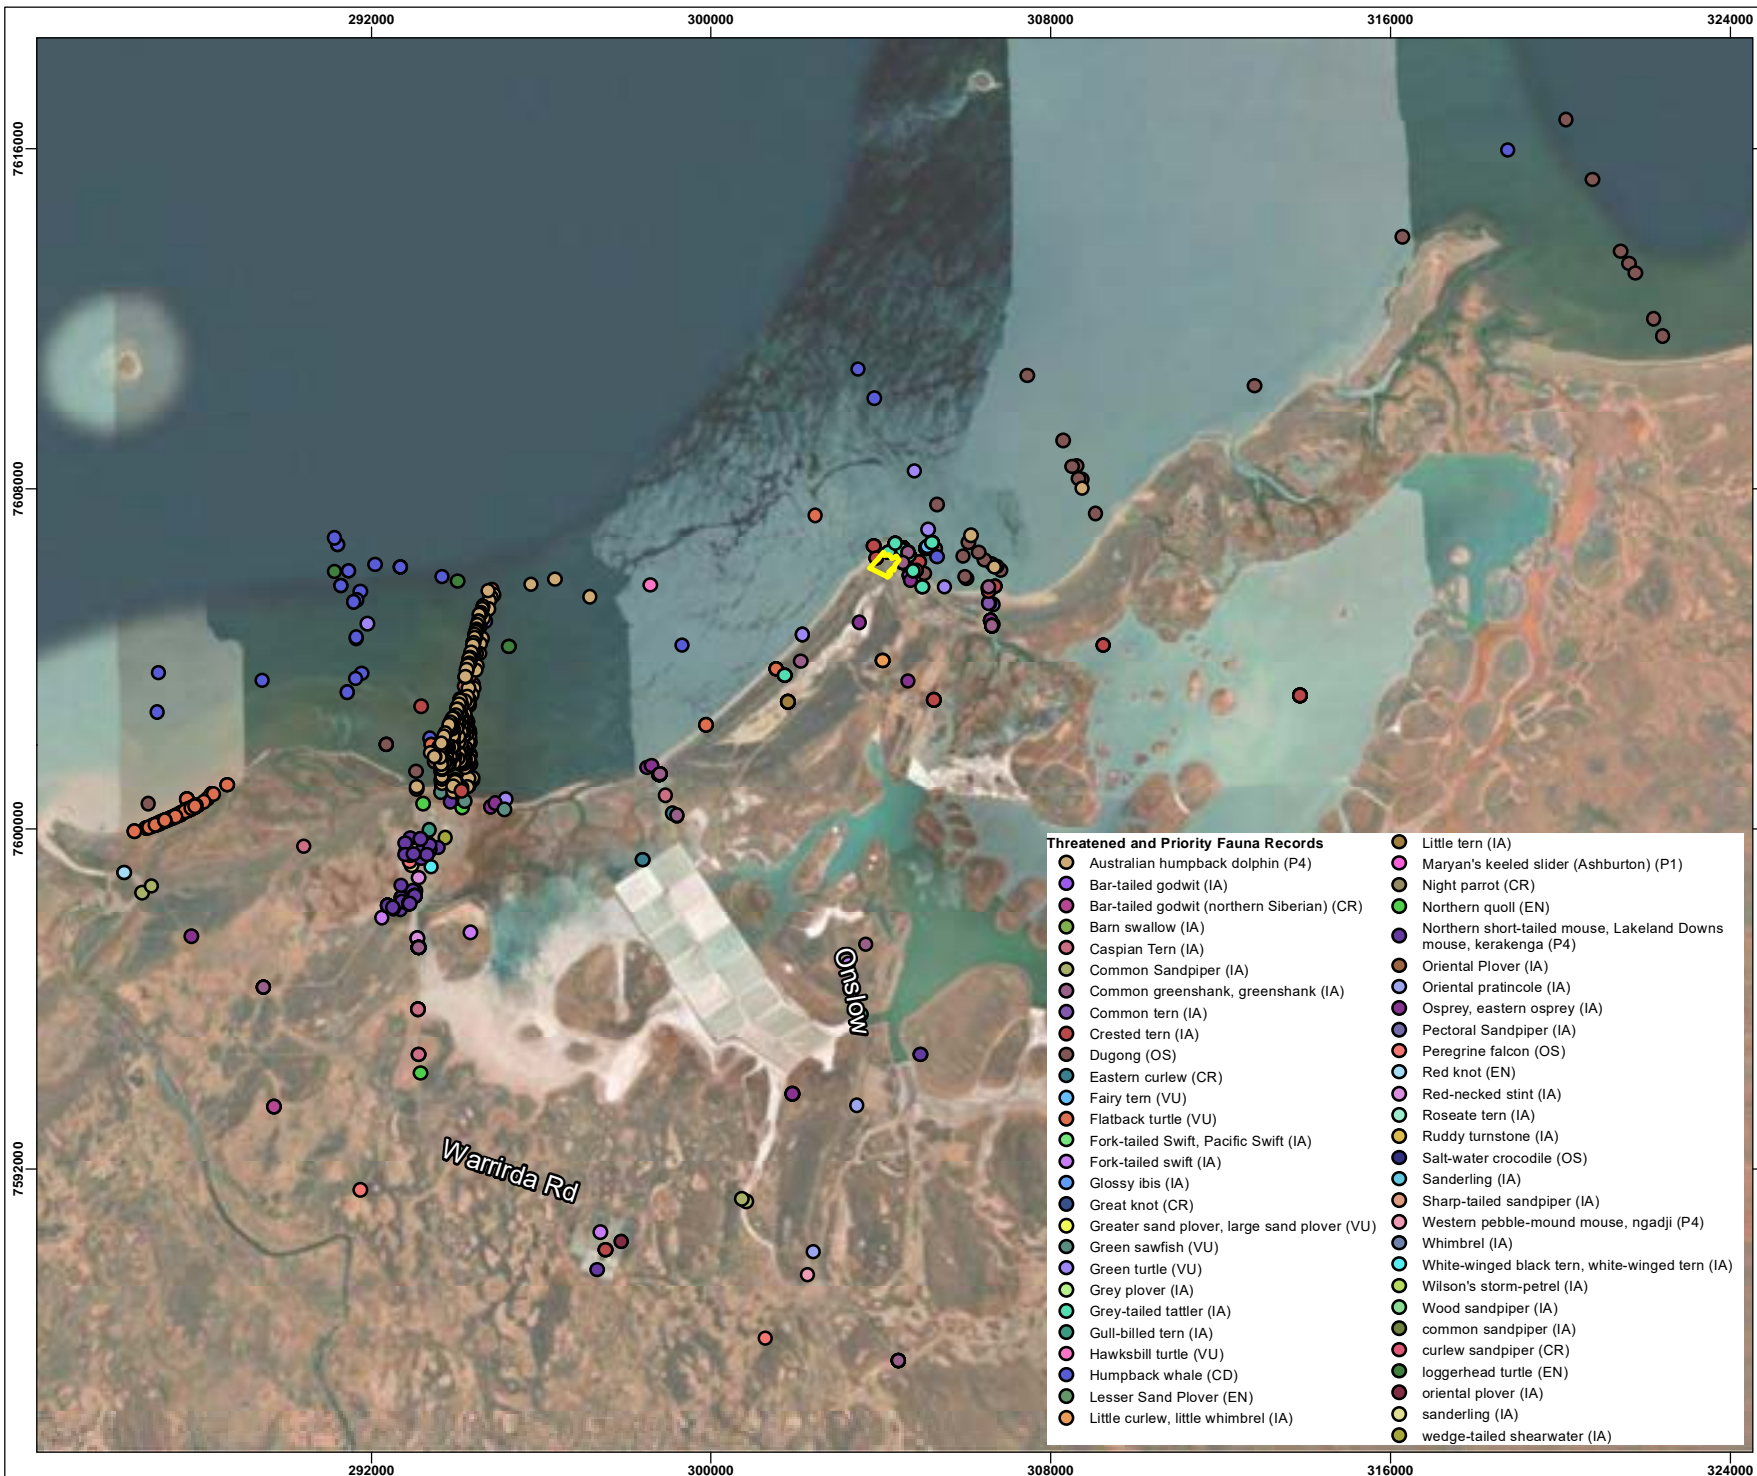 292000
300000
308000
316000
324000
7616000
7608000
7600000
7592000
Onslow
Warrirda Rd
Threatened and Priority Fauna Records
Australian humpback dolphin (P4)
Bar-tailed godwit (IA)
Bar-tailed godwit (northern Siberian) (CR)
Barn swallow (IA)
Caspian Tern (IA)
Common Sandpiper (IA)
Common greenshank, greenshank (IA)
Common tern (IA)
Crested tern (IA)
Dugong (OS)
Eastern curlew (CR)
Fairy tern (VU)
Flatback turtle (VU)
Fork-tailed Swift, Pacific Swift (IA)
Fork-tailed swift (IA)
Glossy ibis (IA)
Great knot (CR)
Greater sand plover, large sand plover (VU)
Green sawfish (VU)
Green turtle (VU)
Grey plover (IA)
Grey-tailed tattler (IA)
Gull-billed tern (IA)
Hawksbill turtle (VU)
Humpback whale (CD)
Lesser Sand Plover (EN)
Little curlew, little whimbrel (IA)
Little tern (IA)
Maryan's keeled slider (Ashburton) (P1)
Night parrot (CR)
Northern quoll (EN)
Northern short-tailed mouse, Lakeland Downs
mouse, kerakenga (P4)
Oriental Plover (IA)
Oriental pratincole (IA)
Osprey, eastern osprey (IA)
Pectoral Sandpiper (IA)
Peregrine falcon (OS)
Red knot (EN)
Red-necked stint (IA)
Roseate tern (IA)
Ruddy turnstone (IA)
Salt-water crocodile (OS)
Sanderling (IA)
Sharp-tailed sandpiper (IA)
Western pebble-mound mouse, ngadji (P4)
Whimbrel (IA)
White-winged black tern, white-winged tern (IA)
Wilson's storm-petrel (IA)
Wood sandpiper (IA)
common sandpiper (IA)
curlew sandpiper (CR)
loggerhead turtle (EN)
oriental plover (IA)
sanderling (IA)
wedge-tailed shearwater (IA)
292000
300000
308000
316000
324000